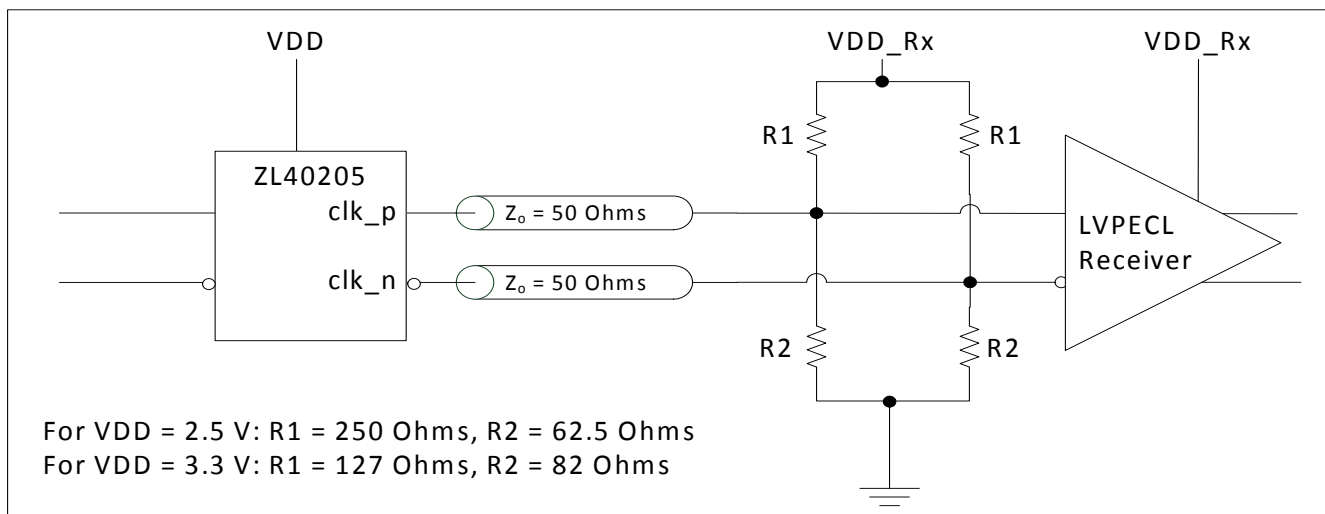 VDD
VDD_Rx
VDD_Rx
ZL40205
clk_p
Zo = 50 Ohms
clk_n
Zo = 50 Ohms
R1
R1
R2
R2
LVPECL
Receiver
For VDD = 2.5 V: R1 = 250 Ohms, R2 = 62.5 Ohms
For VDD = 3.3 V: R1 = 127 Ohms, R2 = 82 Ohms